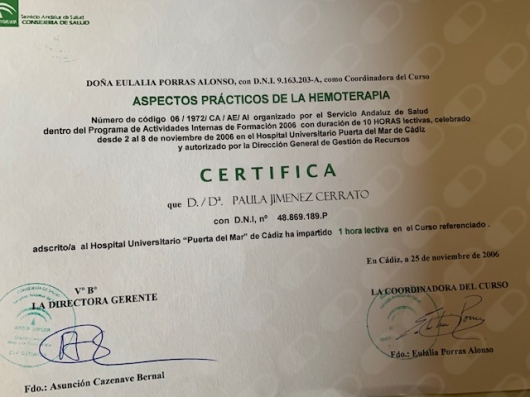 Servicio Andaluz de Salud
CONSEJERÍA DE SALUD
DOÑA EULALIA PORRAS ALONSO, con D.N.I. 9.163.203-A, como Coordinadora del Curso
ASPECTOS PRÁCTICOS DE LA HEMOTERAPIA
Número de código 06 / 1972/ CA / AE/ AI organizado por el Servicio Andaluz de Salud
dentro del Programa de Actividades Internas de Formación 2006 con duración de 10 HORAS lectivas, celebrado
desde 2 al 8 de noviembre de 2006 en el Hospital Universitario Puerta del Mar de Cádiz
y autorizado por la Dirección General de Gestión de Recursos
CERTIFICA
que D. / Dª. PAULA JIMENEZ CERRATO
con D.N.I, nº 48.869.189.P
adscrito/a al Hospital Universitario "Puerta del Mar" de Cádiz ha impartido 1 hora lectiva en el Curso referenciado .
En Cádiz, a 25 de noviembre de 2006
Vº Bº
LA DIRECTORA GERENTE
LA COORDINADORA DEL CURSO
Fdo.: Asunción Cazenave Bernal
Fdo.: Eulalia Porras Alonso